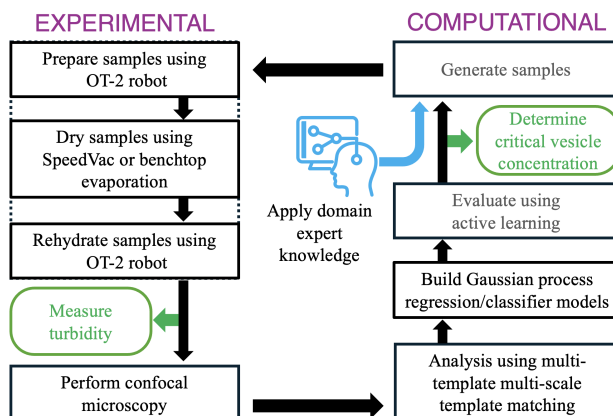 EXPERIMENTAL
Prepare samples using
OT-2 robot
Dry samples using
SpeedVac or benchtop
evaporation
Rehydrate samples using
OT-2 robot
Measure
turbidity
Perform confocal
microscopy
Apply domain
expert
knowledge
COMPUTATIONAL
Generate samples
Determine
critical vesicle
concentration
Evaluate using
active learning
Build Gaussian process
regression/classifier models
Analysis using multi-
template multi-scale
template matching